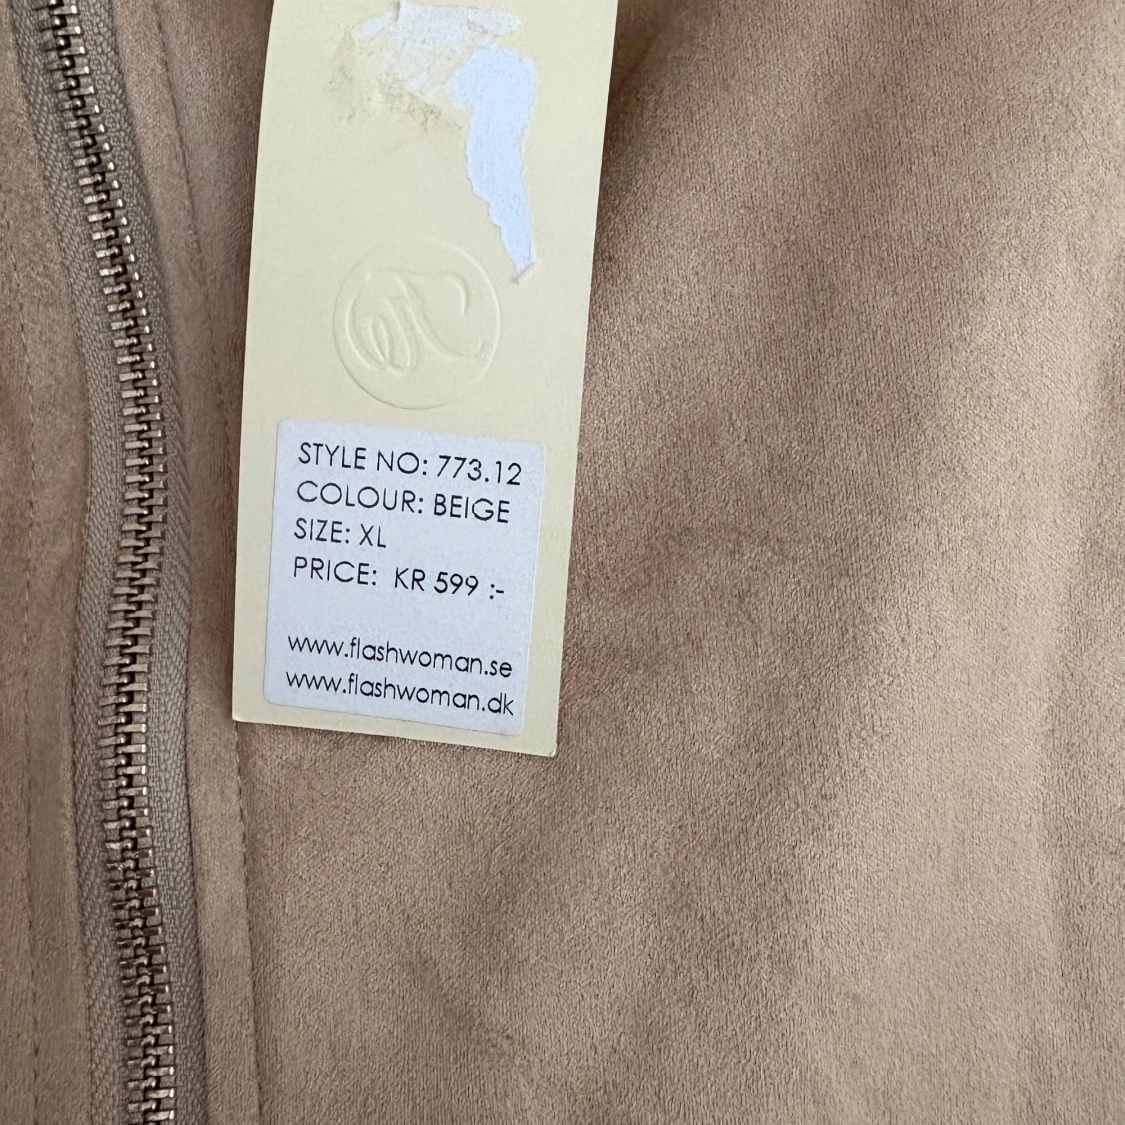 STYLE NO: 773.12
COLOUR: BEIGE
SIZE: XL
PRICE: KR 599 :-
www.flashwoman.se
www.flashwoman.dk